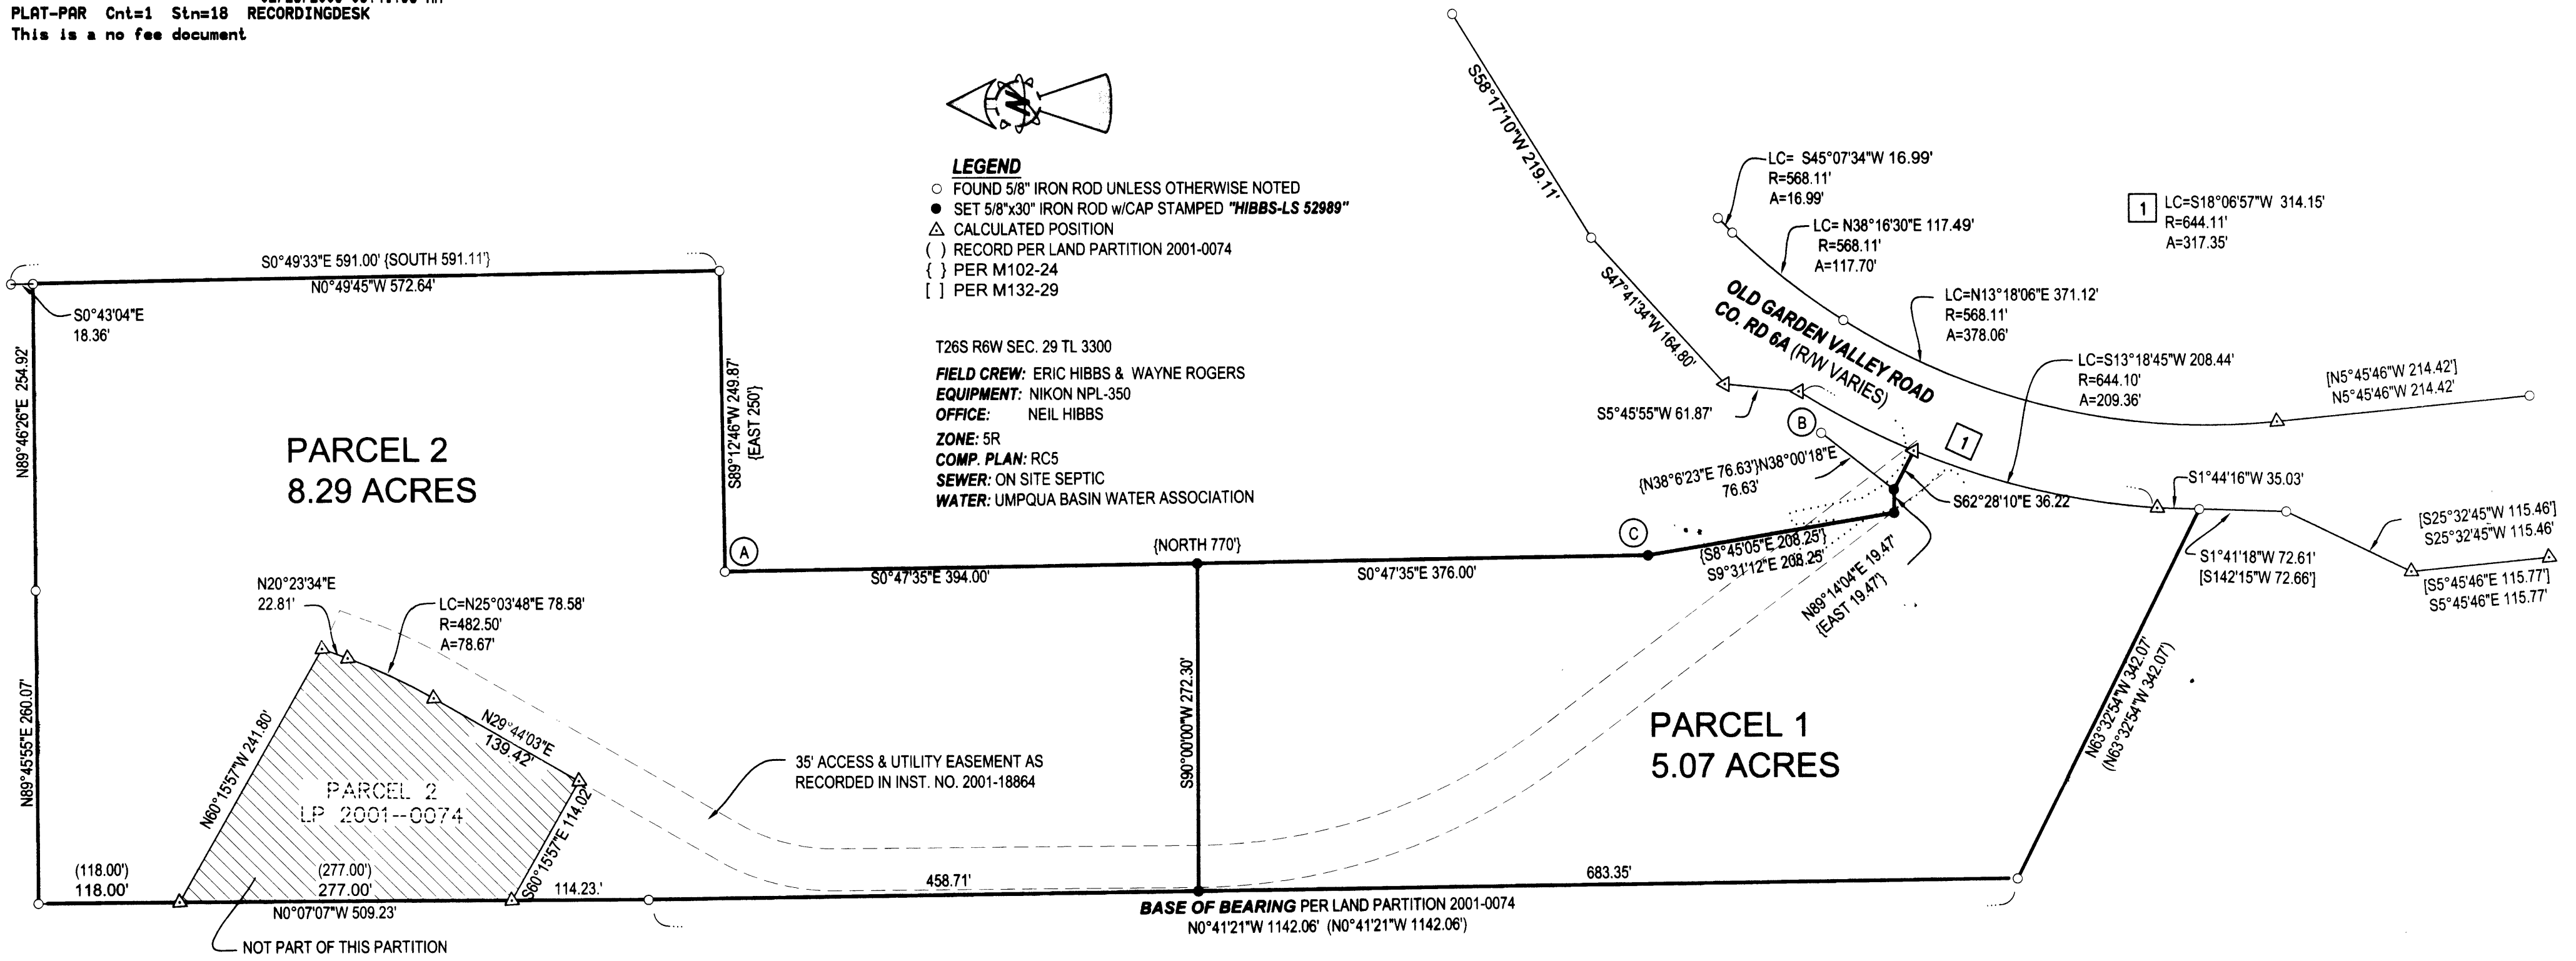 PLAT-PAR Cnt=1 Stn=18 RECORDINGDESK
This is a no fee document
N
LEGEND
FOUND 5/8" IRON ROD UNLESS OTHERWISE NOTED
SET 5/8"x30" IRON ROD w/CAP STAMPED "HIBBS-LS 52989"
CALCULATED POSITION
( ) RECORD PER LAND PARTITION 2001-0074
{ } PER M102-24
[ ] PER M132-29
T26S R6W SEC. 29 TL 3300
FIELD CREW: ERIC HIBBS & WAYNE ROGERS
EQUIPMENT: NIKON NPL-350
OFFICE: NEIL HIBBS
ZONE: 5R
COMP. PLAN: RC5
SEWER: ON SITE SEPTIC
WATER: UMPQUA BASIN WATER ASSOCIATION
S0°49'33"E 591.00' {SOUTH 591.11'}
N0°49'45"W 572.64'
S0°43'04"E
18.36'
N89°46'26"E 254.92'
N89°45'55"E 260.07'
PARCEL 2
8.29 ACRES
S89°12'46"W 249.87'
{EAST 250'}
A
{NORTH 770'}
S0°47'35"E 394.00'
S0°47'35"E 376.00'
C
{S8°45'05"E 208.25'}
S9°31'12"E 208.25'
N89°14'04"E 19.47'
{EAST 19.47'}
B
{N38°6'23"E 76.63'}N38°00'18"E
76.63'
S62°28'10"E 36.22
S58°17'10"W 219.11'
S47°41'34"W 164.80'
S5°45'55"W 61.87'
LC= S45°07'34"W 16.99'
R=568.11'
A=16.99'
LC= N38°16'30"E 117.49'
R=568.11'
A=117.70'
OLD GARDEN VALLEY ROAD
CO. RD 6A (R/W VARIES)
LC=N13°18'06"E 371.12'
R=568.11'
A=378.06'
1
LC=S18°06'57"W 314.15'
R=644.11'
A=317.35'
1
LC=S13°18'45"W 208.44'
R=644.10'
A=209.36'
[N5°45'46"W 214.42']
N5°45'46"W 214.42'
S1°44'16"W 35.03'
S1°41'18"W 72.61'
[S142'15"W 72.66']
[S25°32'45"W 115.46']
S25°32'45"W 115.46'
[S5°45'46"E 115.77']
S5°45'46"E 115.77'
N63°32'54"W 342.07'
(N63°32'54"W 342.07')
N20°23'34"E
22.81'
LC=N25°03'48"E 78.58'
R=482.50'
A=78.67'
N29°44'03"E
139.42'
N60°15'57"W 241.80'
S60°15'57"E 114.02'
PARCEL 2
LP 2001--0074
35' ACCESS & UTILITY EASEMENT AS
RECORDED IN INST. NO. 2001-18864
S90°00'00"W 272.30'
PARCEL 1
5.07 ACRES
(118.00')
118.00'
(277.00')
277.00'
114.23.'
458.71'
683.35'
N0°07'07"W 509.23'
NOT PART OF THIS PARTITION
BASE OF BEARING PER LAND PARTITION 2001-0074
N0°41'21"W 1142.06' (N0°41'21"W 1142.06')